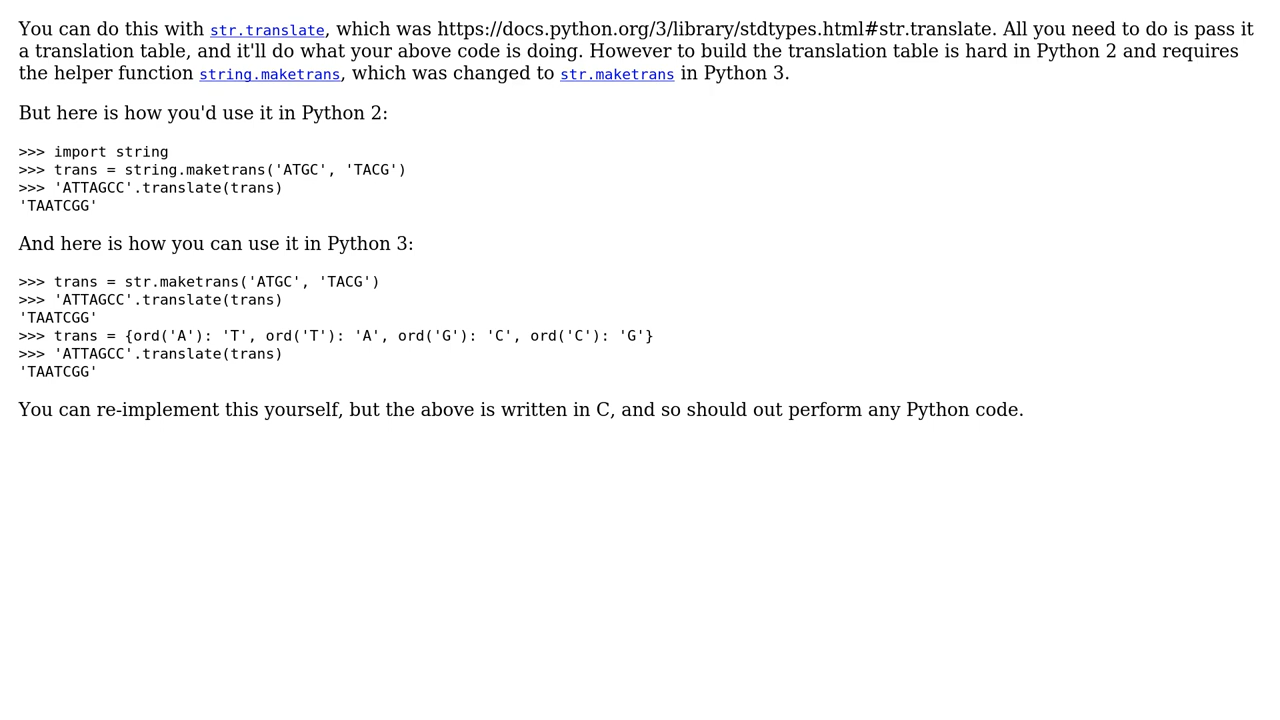 You can do this with str.translate, which was https://docs.python.org/3/library/stdtypes.html#str.translate. All you need to do is pass it
a translation table, and it'll do what your above code is doing. However to build the translation table is hard in Python 2 and requires
the helper function string.maketrans, which was changed to str.maketrans in Python 3.
But here is how you'd use it in Python 2:
>>> import string
>>> trans = string.maketrans('ATGC', 'TACG')
>>> 'ATTAGCC'.translate(trans)
'TAATCGG'
And here is how you can use it in Python 3:
>>> trans = str.maketrans('ATGC', 'TACG')
>>> 'ATTAGCC'.translate(trans)
'TAATCGG'
>>> trans = {ord('A'): 'T', ord('T'): 'A', ord('G'): 'C', ord('C'): 'G'}
>>> 'ATTAGCC'.translate(trans)
'TAATCGG'
You can re-implement this yourself, but the above is written in C, and so should out perform any Python code.